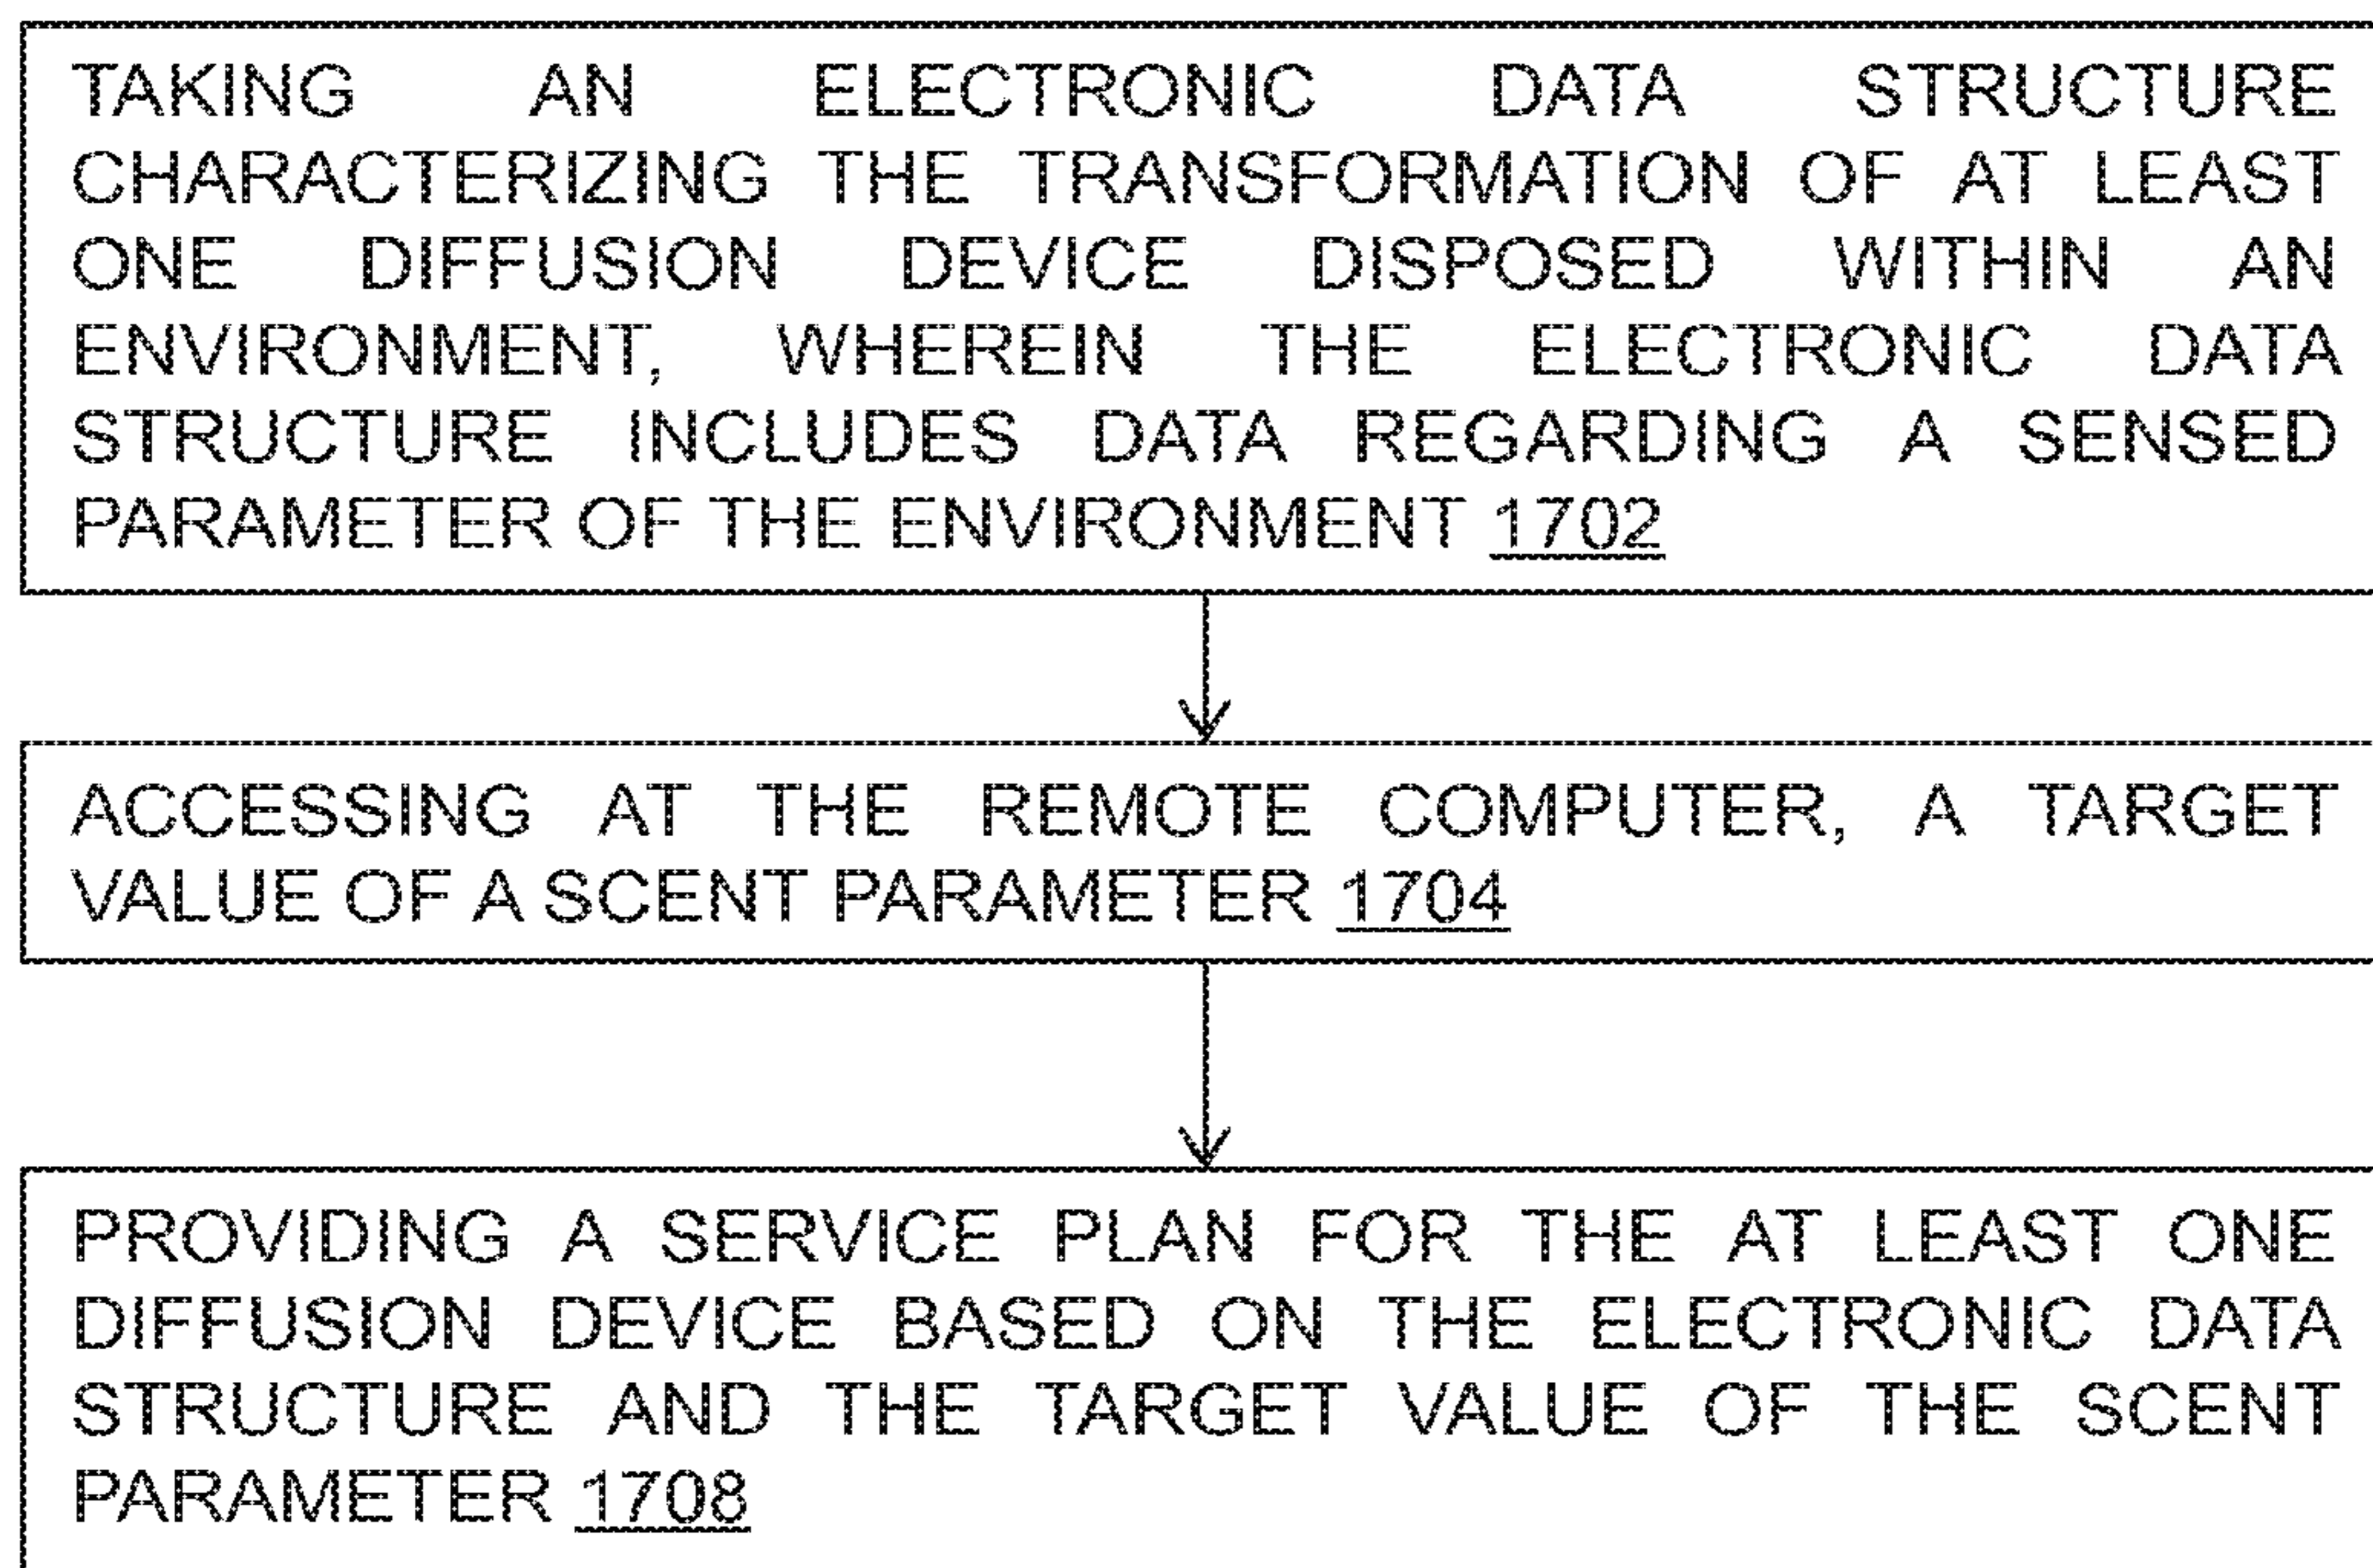 TAKING AN ELECTRONIC DATA STRUCTURE
CHARACTERIZING THE TRANSFORMATION OF AT LEAST
ONE DIFFUSION DEVICE DISPOSED WITHIN AN
ENVIRONMENT, WHEREIN THE ELECTRONIC DATA
STRUCTURE INCLUDES DATA REGARDING A SENSED
PARAMETER OF THE ENVIRONMENT 1702
ACCESSING AT THE REMOTE COMPUTER, A TARGET
VALUE OF A SCENT PARAMETER 1704
PROVIDING A SERVICE PLAN FOR THE AT LEAST ONE
DIFFUSION DEVICE BASED ON THE ELECTRONIC DATA
STRUCTURE AND THE TARGET VALUE OF THE SCENT
PARAMETER 1708